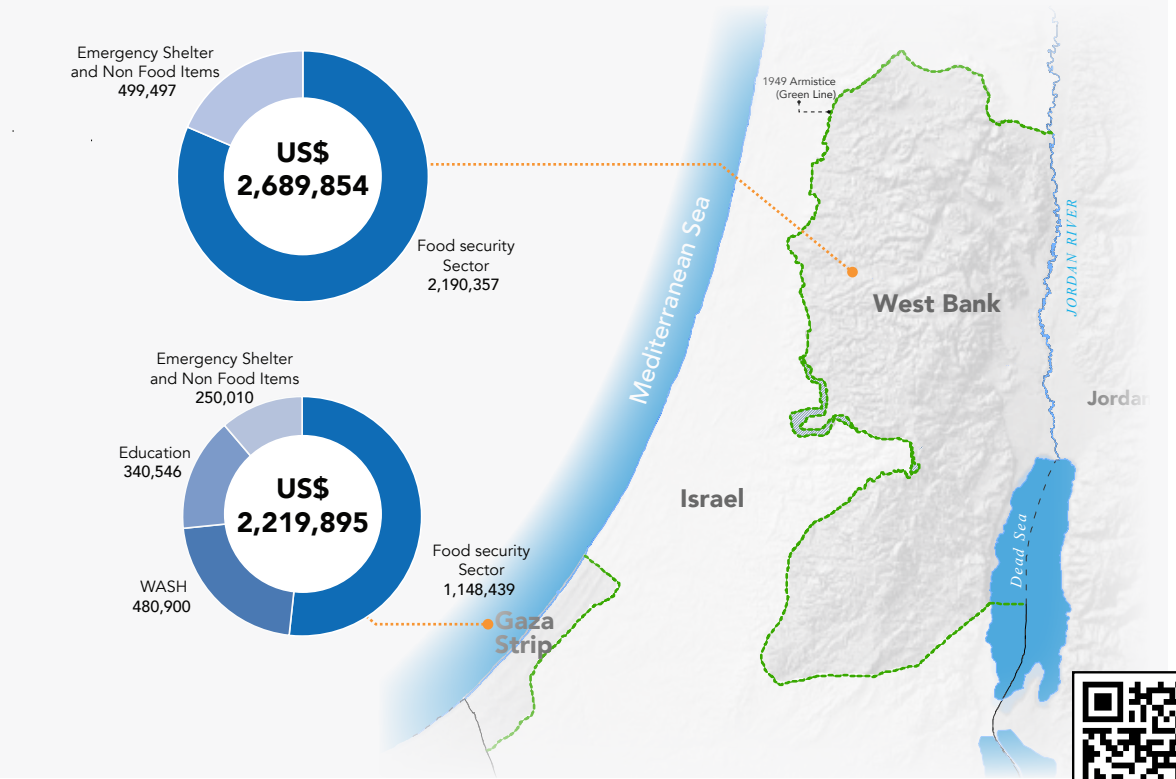 Emergency Shelter
and Non Food Items
499,497
US$
2,689,854
Food security
Sector
2,190,357
Emergency Shelter
and Non Food Items
250,010
Education
340,546
US$
2,219,895
WASH
480,900
Food security
Sector
1,148,439
Gaza
Strip
Mediterranean Sea
1949 Armistice
(Green Line)
West Bank
JORDAN RIVER
Jordan
Israel
Dead Sea